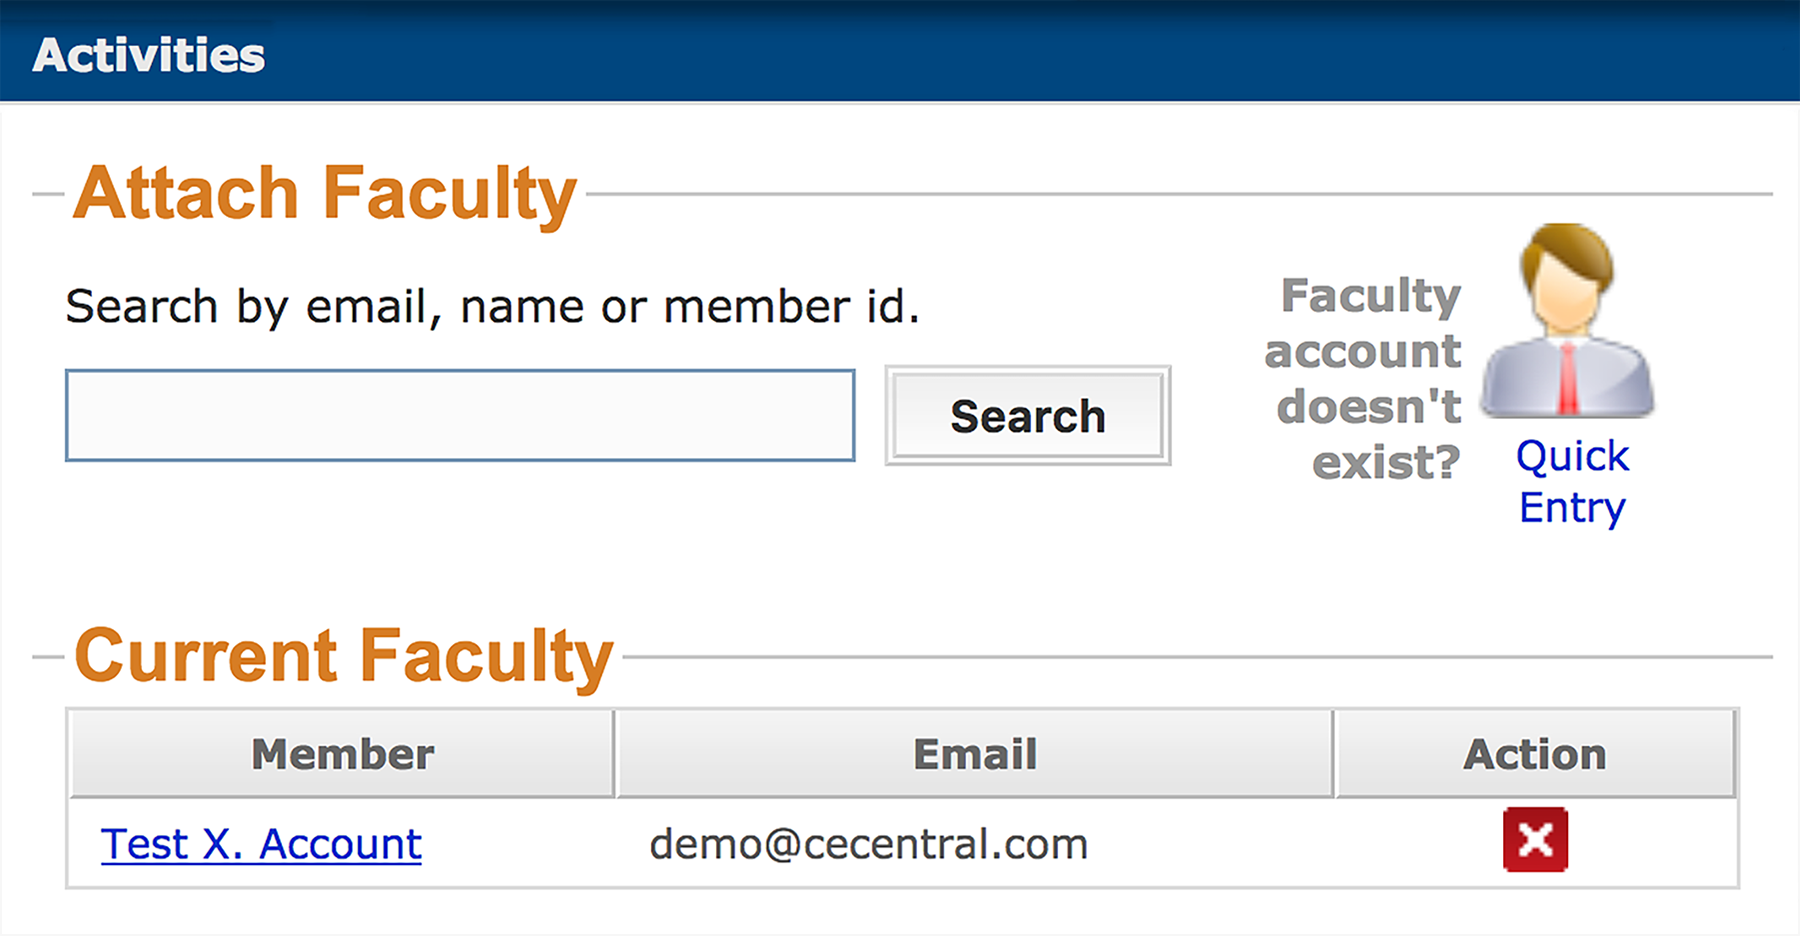 Activities
Attach Faculty
Search by email, name or member id.
Search
Faculty
account
doesn't
exist?
Quick
Entry
Current Faculty
Member Email Action
Test X. Account demo@cecentral.com